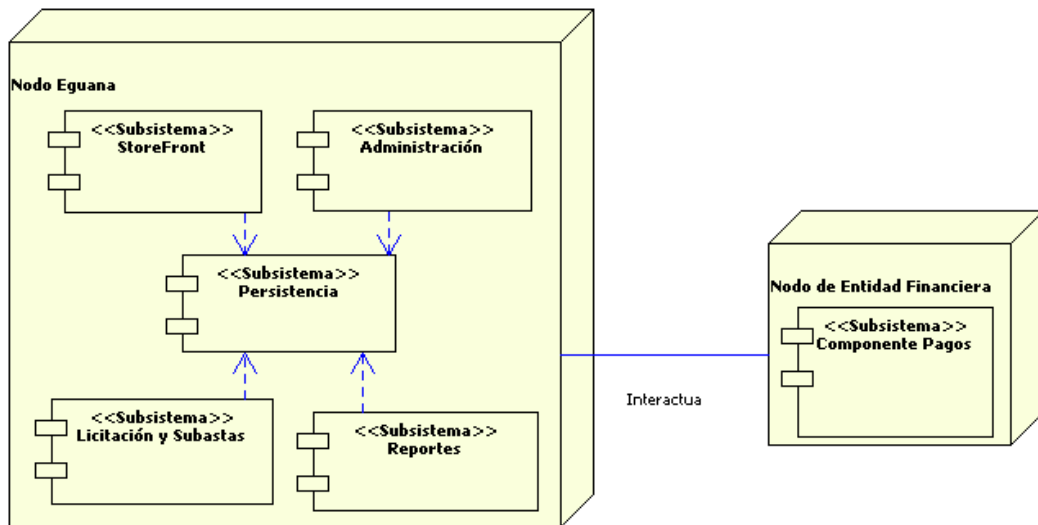 Nodo Eguana
<<Subsistema>>
StoreFront
<<Subsistema>>
Administración
<<Subsistema>>
Persistencia
<<Subsistema>>
Licitación y Subastas
<<Subsistema>>
Reportes
Interactua
Nodo de Entidad Financiera
<<Subsistema>>
Componente Pagos